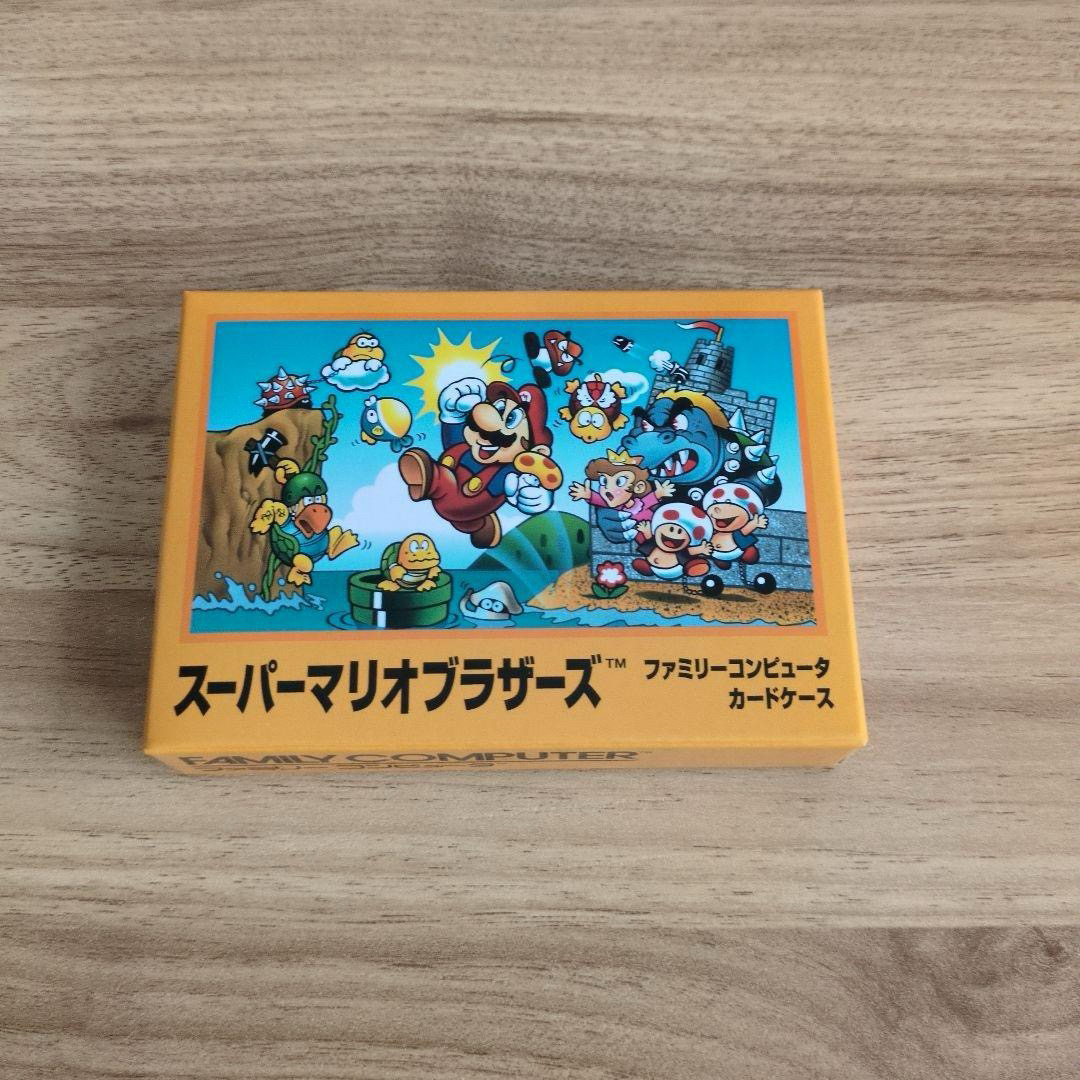 スーパーマリオブラザーズ™
ファミリーコンピュータ
カードケース
FAMILY COMPUTER™